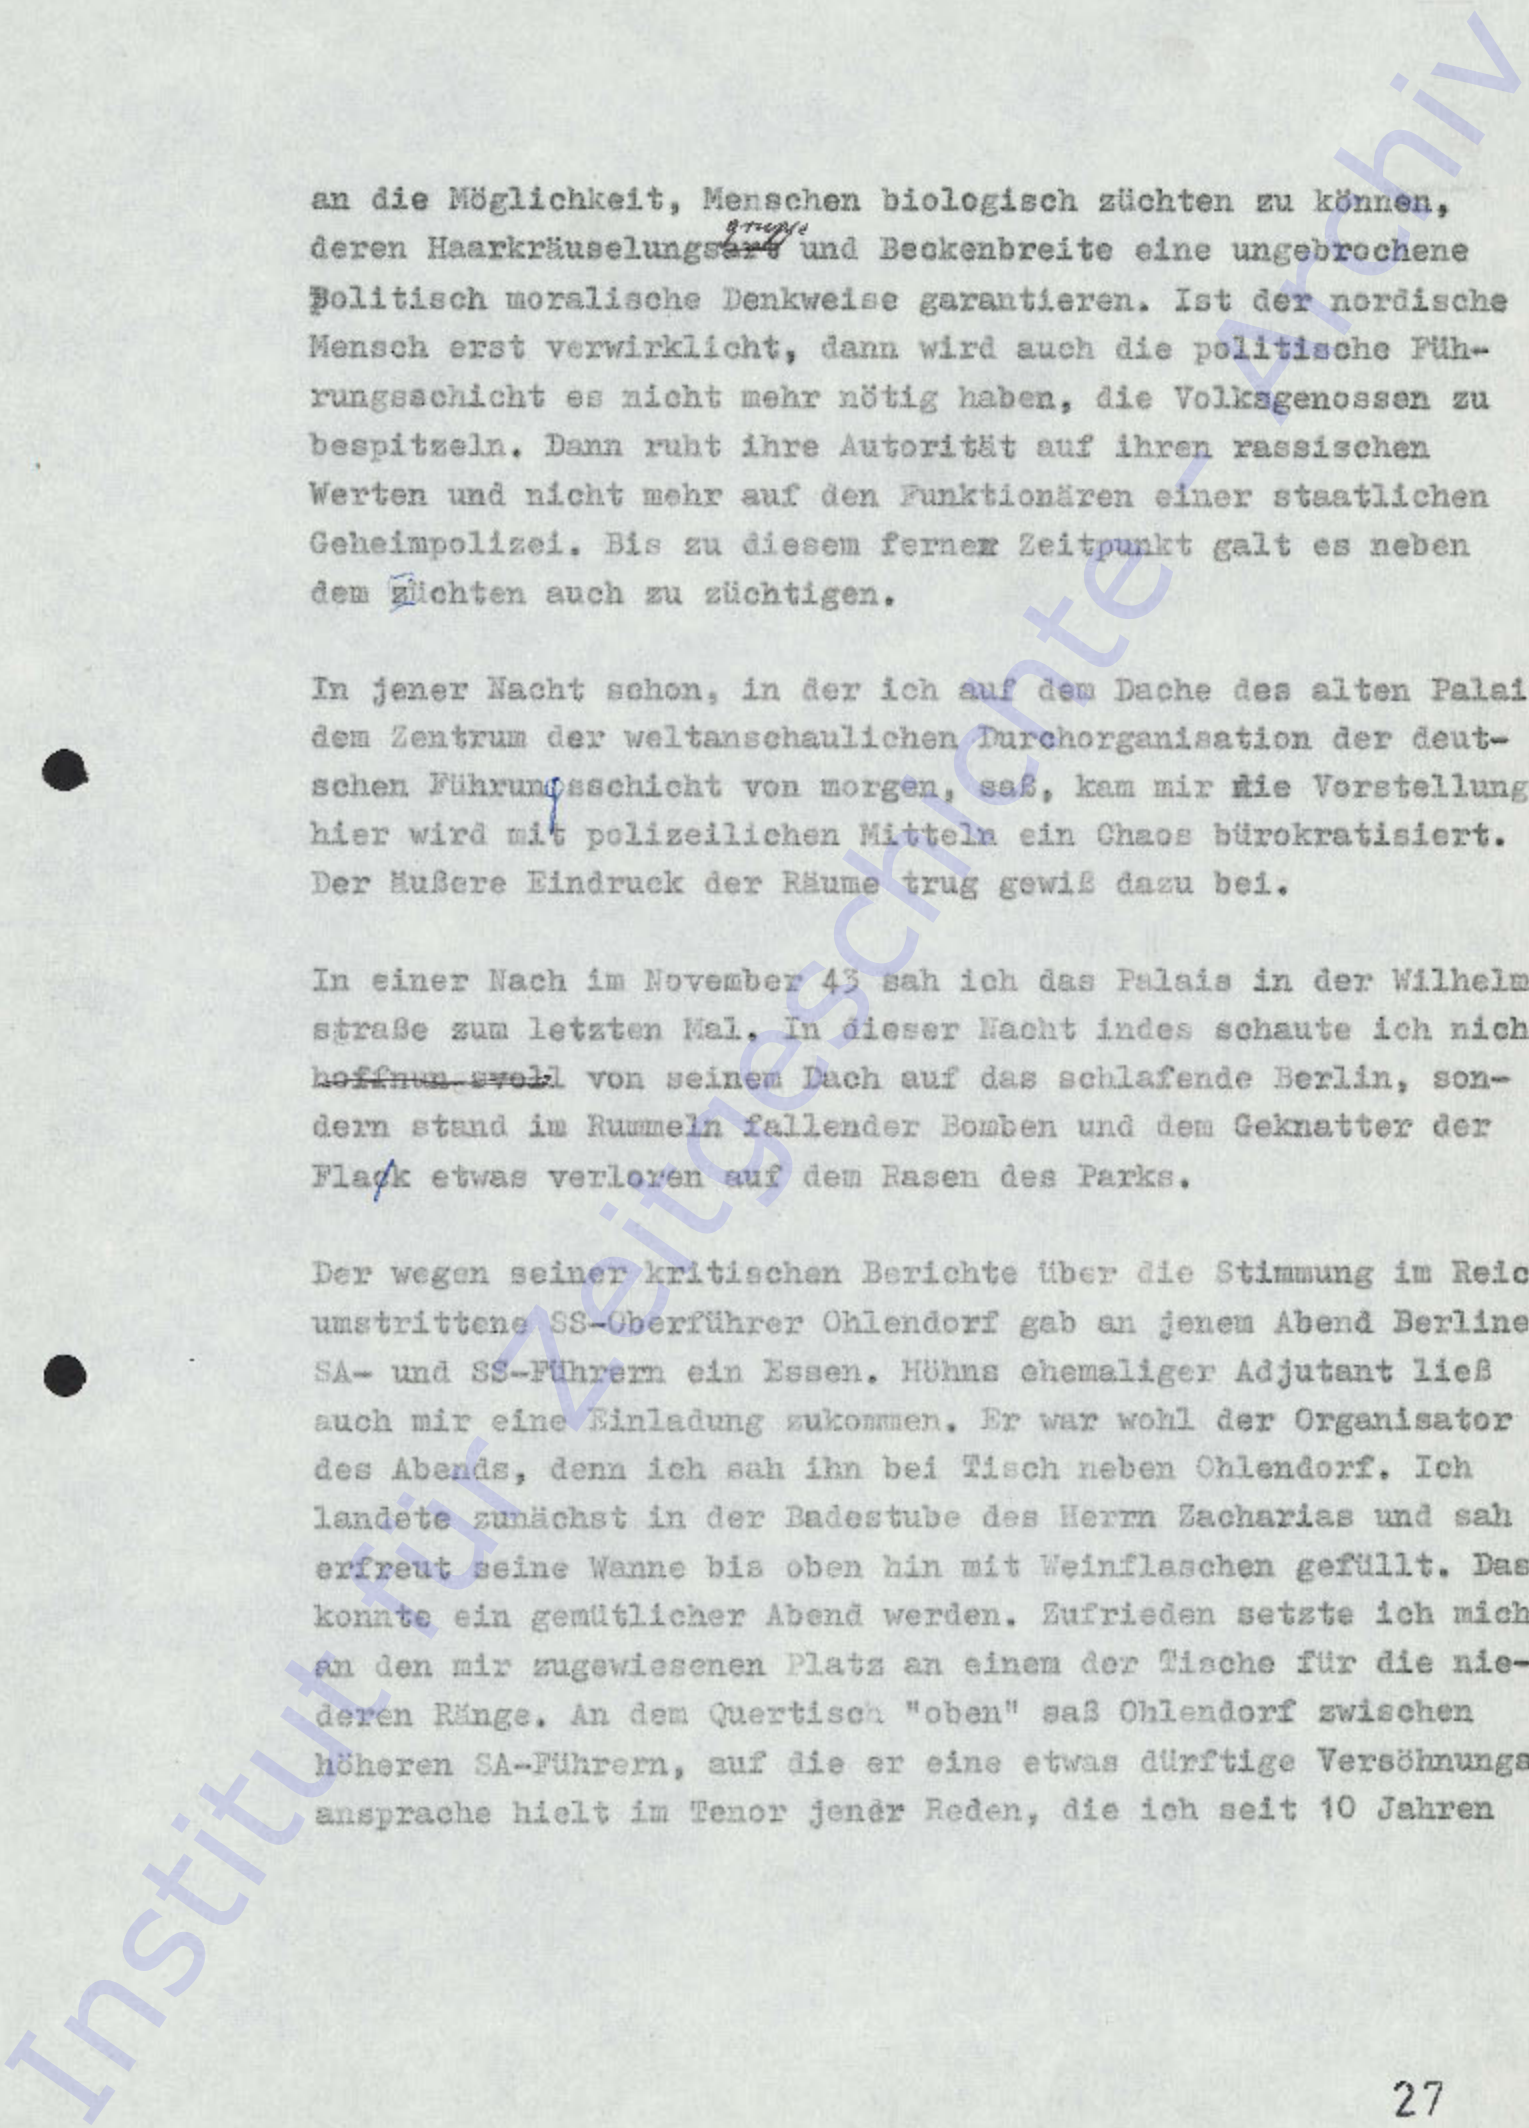 an die Möglichkeit, Menschen biologisch züchten zu können,
gruppe
deren Haarkräuselungsart und Beckenbreite eine ungebrochene
politisch moralische Denkweise garantieren. Ist der nordische
Mensch erst verwirklicht, dann wird auch die politische Füh-
rungsschicht es nicht mehr nötig haben, die Volksgenossen zu
bespitzeln. Dann ruht ihre Autorität auf ihren rassischen
Werten und nicht mehr auf den Funktionären einer staatlichen
Geheimpolizei. Bis zu diesem fernen Zeitpunkt galt es neben
dem züchten auch zu züchtigen.
In jener Nacht schon, in der ich auf dem Dache des alten Palai
dem Zentrum der weltanschaulichen Durchorganisation der deut-
schen Führungsschicht von morgen, saß, kam mir die Vorstellung
hier wird mit polizeilichen Mitteln ein Chaos bürokratisiert.
Der äußere Eindruck der Räume trug gewiß dazu bei.
In einer Nach im November 43 sah ich das Palais in der Wilhelm
straße zum letzten Mal. In dieser Nacht indes schaute ich nich
hoffnun svoll von seinem Dach auf das schlafende Berlin, son-
dern stand im Rummeln fallender Bomben und dem Geknatter der
Flack etwas verloren auf dem Rasen des Parks.
Der wegen seiner kritischen Berichte über die Stimmung im Reic
umstrittene SS-Oberführer Ohlendorf gab an jenem Abend Berline
SA- und SS-Führern ein Essen. Höhns ehemaliger Adjutant ließ
auch mir eine Einladung zukommen. Er war wohl der Organisator
des Abends, denn ich sah ihn bei Tisch neben Ohlendorf. Ich
landete zunächst in der Badestube des Herrn Zacharias und sah
erfreut seine Wanne bis oben hin mit Weinflaschen gefüllt. Das
konnte ein gemütlicher Abend werden. Zufrieden setzte ich mich
an den mir zugewiesenen Platz an einem der Tische für die nie-
deren Ränge. An dem Quertisch "oben" saß Ohlendorf zwischen
höheren SA-Führern, auf die er eine etwas dürftige Versöhnungs
ansprache hielt im Tenor jener Reden, die ich seit 10 Jahren
27
Institut für Zeitgeschichte - Archiv